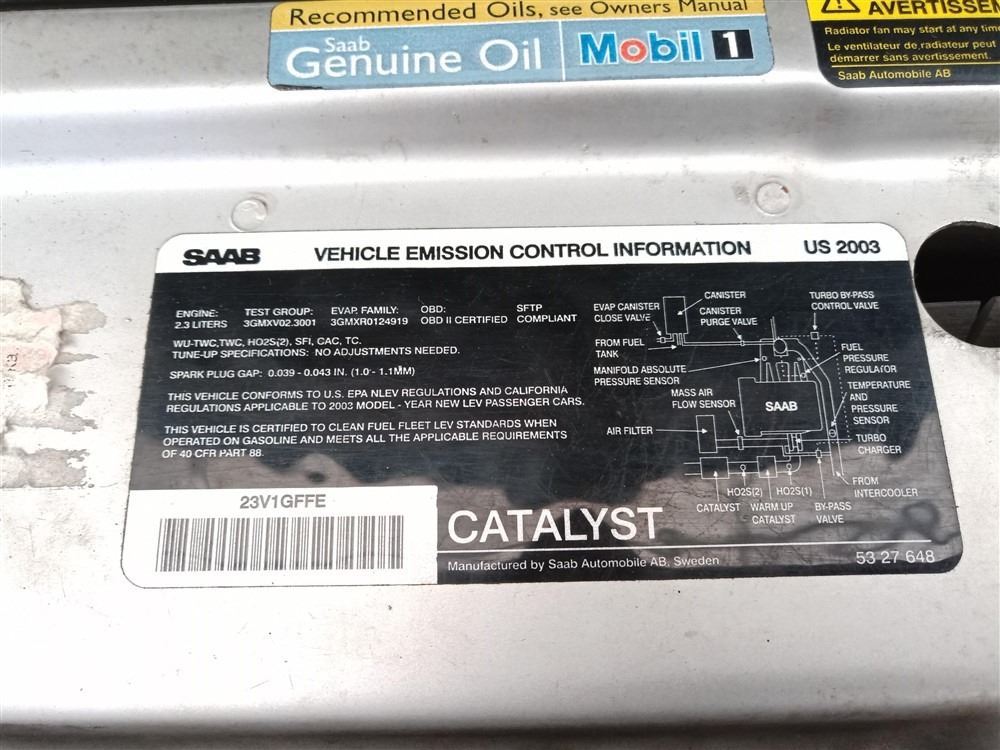 Recommended Oils, see Owners Manual
Saab
Genuine Oil
Mobil 1
AVERTISSEM
Radiator fan may start at any time
Le ventilateur de radiateur peut
démarrer sans avertissement.
Saab Automobile AB
SAAB
VEHICLE EMISSION CONTROL INFORMATION
US 2003
ENGINE:
2.3 LITERS
TEST GROUP:
3GMXV02.3001
EVAP. FAMILY:
3GMXR0124919
OBD:
OBD II CERTIFIED
SFTP
COMPLIANT
WU-TWC,TWC, HO2S(2), SFI, CAC, TC.
TUNE-UP SPECIFICATIONS: NO ADJUSTMENTS NEEDED.
SPARK PLUG GAP: 0.039 - 0.043 IN. (1.0 - 1.1MM)
THIS VEHICLE CONFORMS TO U.S. EPA NLEV REGULATIONS AND CALIFORNIA
REGULATIONS APPLICABLE TO 2003 MODEL - YEAR NEW LEV PASSENGER CARS.
THIS VEHICLE IS CERTIFIED TO CLEAN FUEL FLEET LEV STANDARDS WHEN
OPERATED ON GASOLINE AND MEETS ALL THE APPLICABLE REQUIREMENTS
OF 40 CFR PART 88.
EVAP CANISTER
CLOSE VALVE
CANISTER
CANISTER
PURGE VALVE
TURBO BY-PASS
CONTROL VALVE
FROM FUEL
TANK
MANIFOLD ABSOLUTE
PRESSURE SENSOR
FUEL
PRESSURE
REGULATOR
MASS AIR
FLOW SENSOR
SAAB
TEMPERATURE
AND
PRESSURE
SENSOR
AIR FILTER
TURBO
CHARGER
FROM
INTERCOOLER
CATALYST
HO2S(2)
WARM UP
CATALYST
HO2S(1)
BY-PASS
VALVE
23V1GFFE
CATALYST
Manufactured by Saab Automobile AB, Sweden
53 27 648